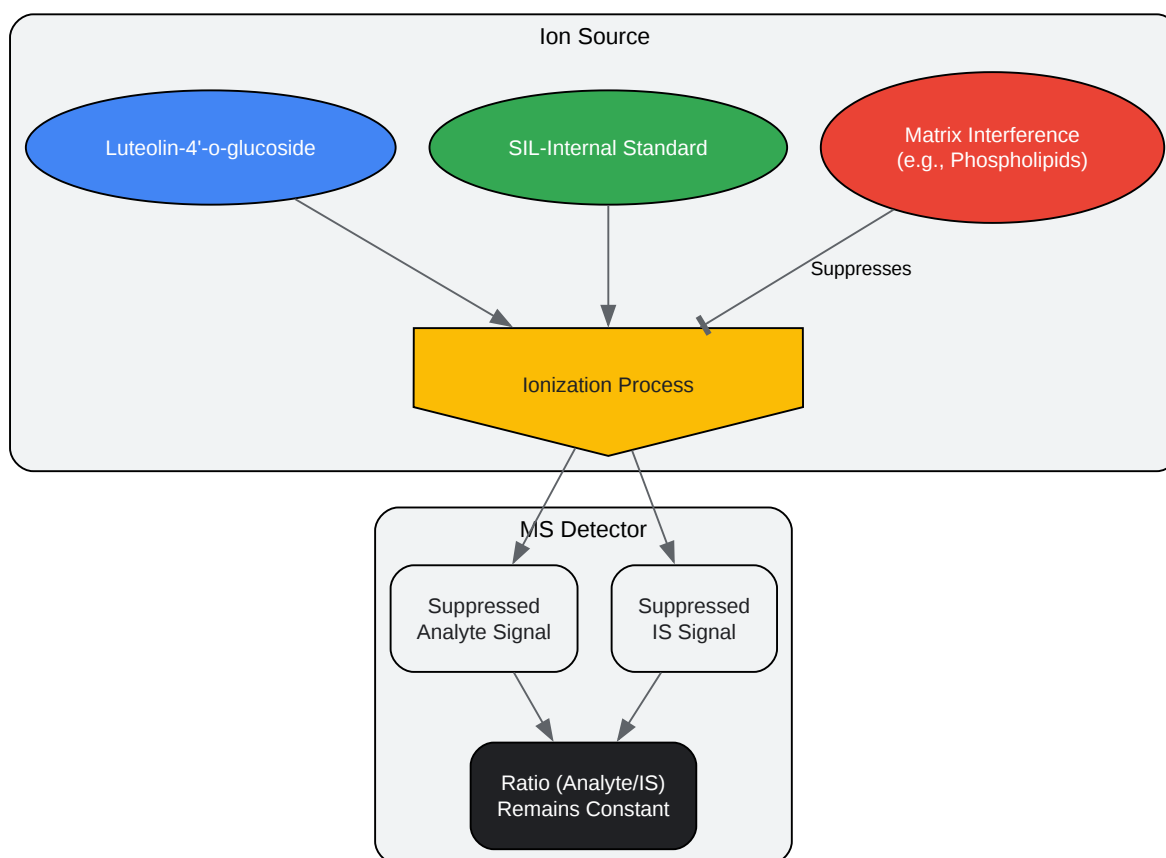 Ion Source
Luteolin-4'-o-glucoside
SIL-Internal Standard
Matrix Interference
(e.g., Phospholipids)
Suppresses
Ionization Process
MS Detector
Suppressed
Analyte Signal
Suppressed
IS Signal
Ratio (Analyte/IS)
Remains Constant